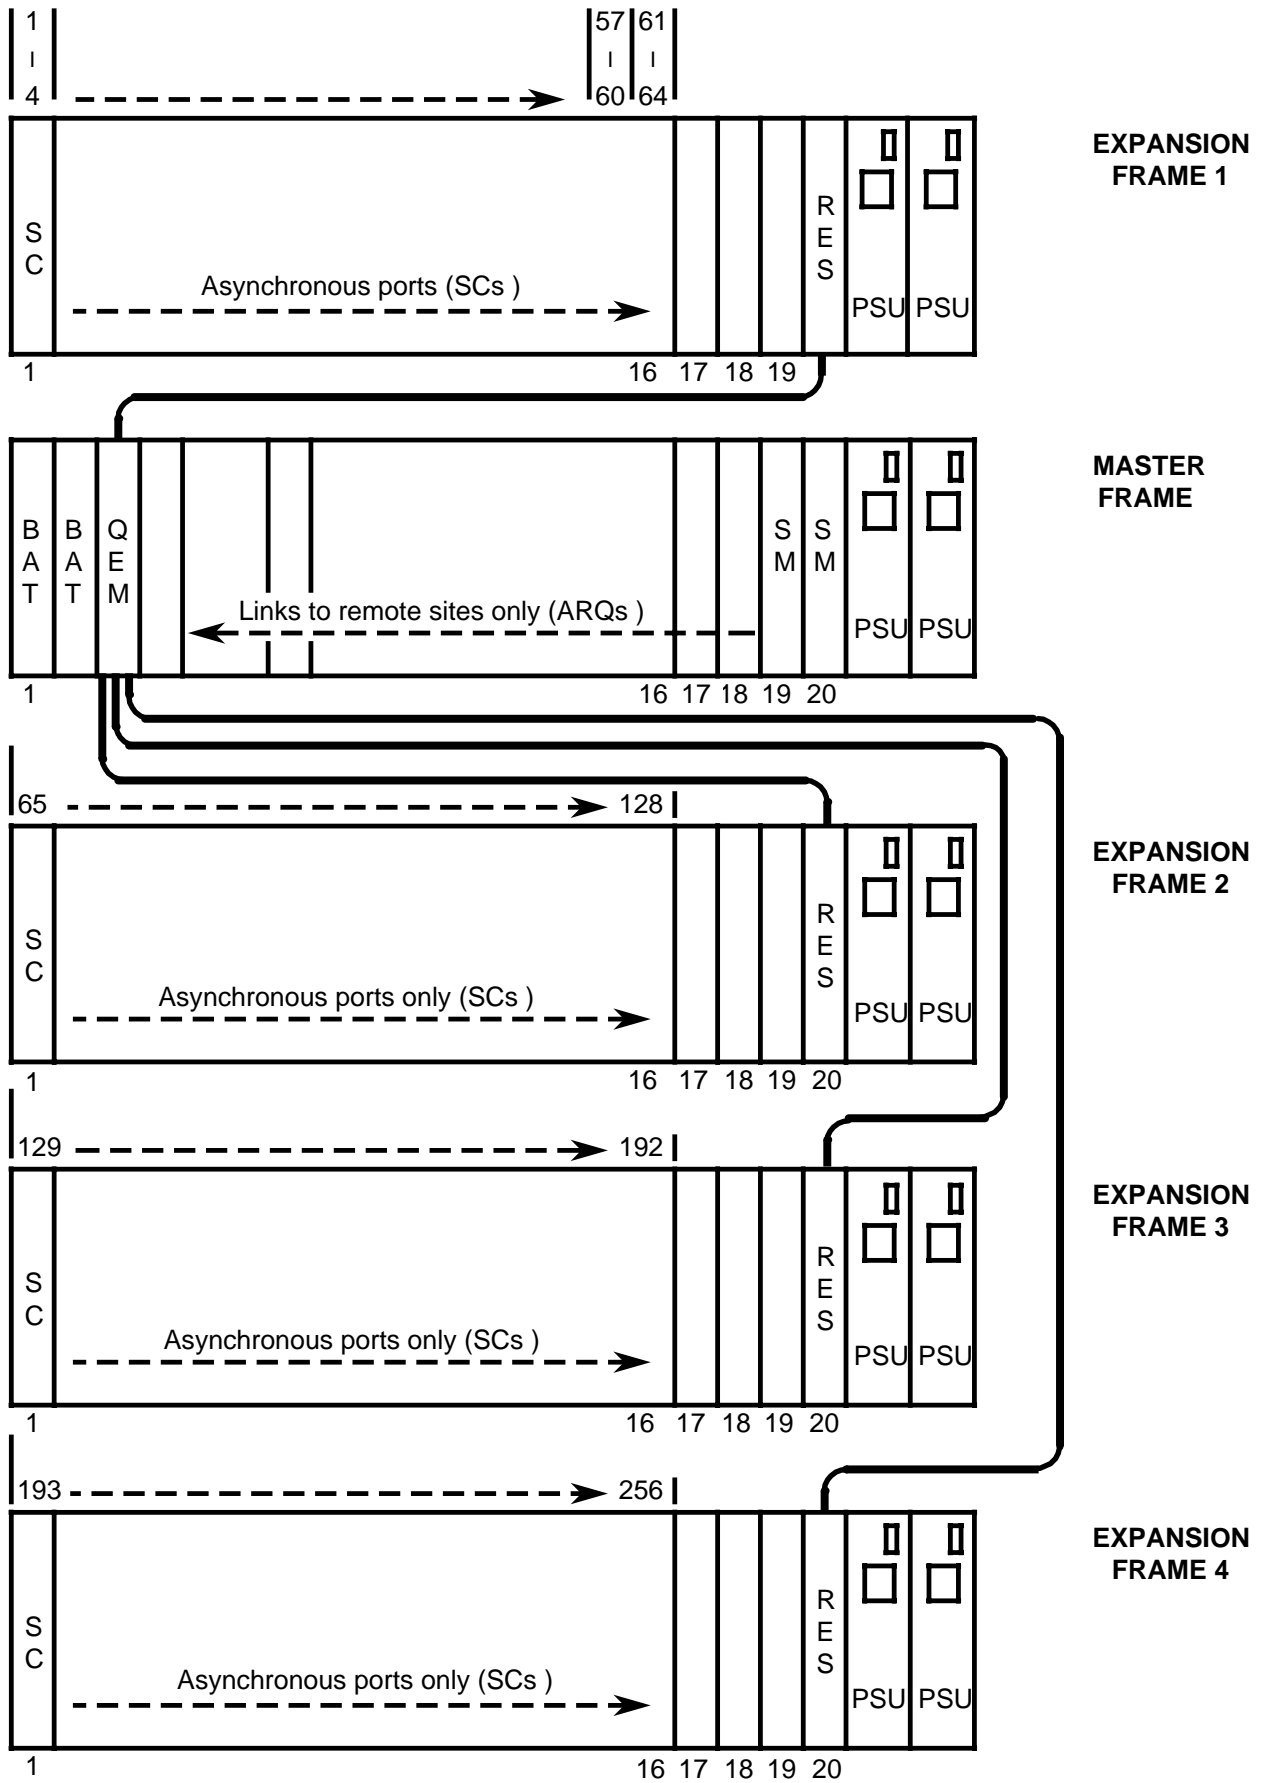 1 57 61
I I I
4 60 64
EXPANSION
FRAME 1
S
C
R
E
S
Asynchronous ports (SCs )
PSU PSU
1 16 17 18 19
MASTER
FRAME
B
A
T
B
A
T
Q
E
M
S
M
S
M
Links to remote sites only (ARQs )
PSU PSU
1 16 17 18 19 20
65 128
EXPANSION
FRAME 2
S
C
R
E
S
Asynchronous ports only (SCs )
PSU PSU
1 16 17 18 19 20
129 192
EXPANSION
FRAME 3
S
C
R
E
S
Asynchronous ports only (SCs )
PSU PSU
1 16 17 18 19 20
193 256
EXPANSION
FRAME 4
S
C
R
E
S
Asynchronous ports only (SCs )
PSU PSU
1 16 17 18 19 20